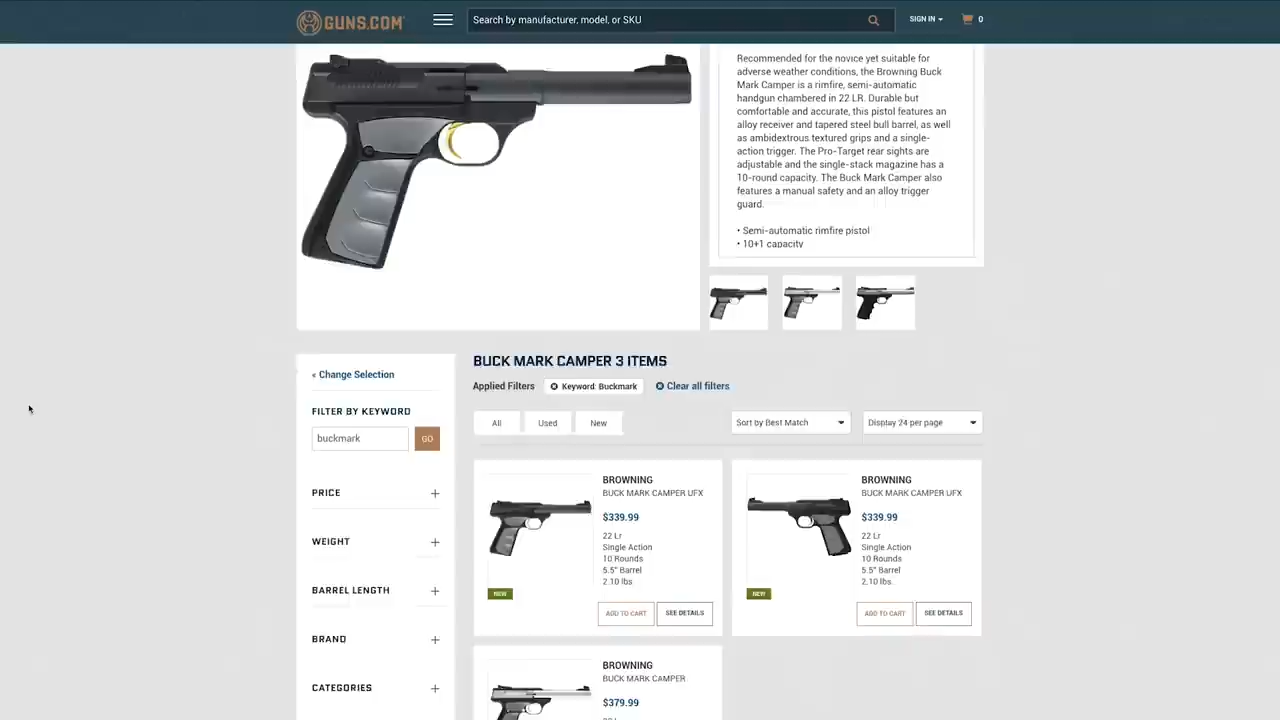 GUNS.COM
Search by manufacturer, model, or SKU
SIGN IN
0
Recommended for the novice yet suitable for
adverse weather conditions, the Browning Buck
Mark Camper is a rimfire, semi-automatic
handgun chambered in 22 LR. Durable but
comfortable and accurate, this pistol features an
alloy receiver and tapered steel bull barrel, as well
as ambidextrous textured grips and a single-
action trigger. The Pro-Target rear sights are
adjustable and the single-stack magazine has a
10-round capacity. The Buck Mark Camper also
features a manual safety and an alloy trigger
guard.
• Semi-automatic rimfire pistol
• 10+1 capacity
« Change Selection
FILTER BY KEYWORD
buckmark
GO
PRICE +
WEIGHT +
BARREL LENGTH +
BRAND +
CATEGORIES +
BUCK MARK CAMPER 3 ITEMS
Applied Filters Keyword: Buckmark Clear all filters
All Used New
Sort by Best Match
Display 24 per page
BROWNING
BUCK MARK CAMPER UFX
$339.99
22 Lr
Single Action
10 Rounds
5.5" Barrel
2.10 lbs.
NEW
ADD TO CART SEE DETAILS
BROWNING
BUCK MARK CAMPER UFX
$339.99
22 Lr
Single Action
10 Rounds
5.5" Barrel
2.10 lbs.
NEW
ADD TO CART SEE DETAILS
BROWNING
BUCK MARK CAMPER
$379.99